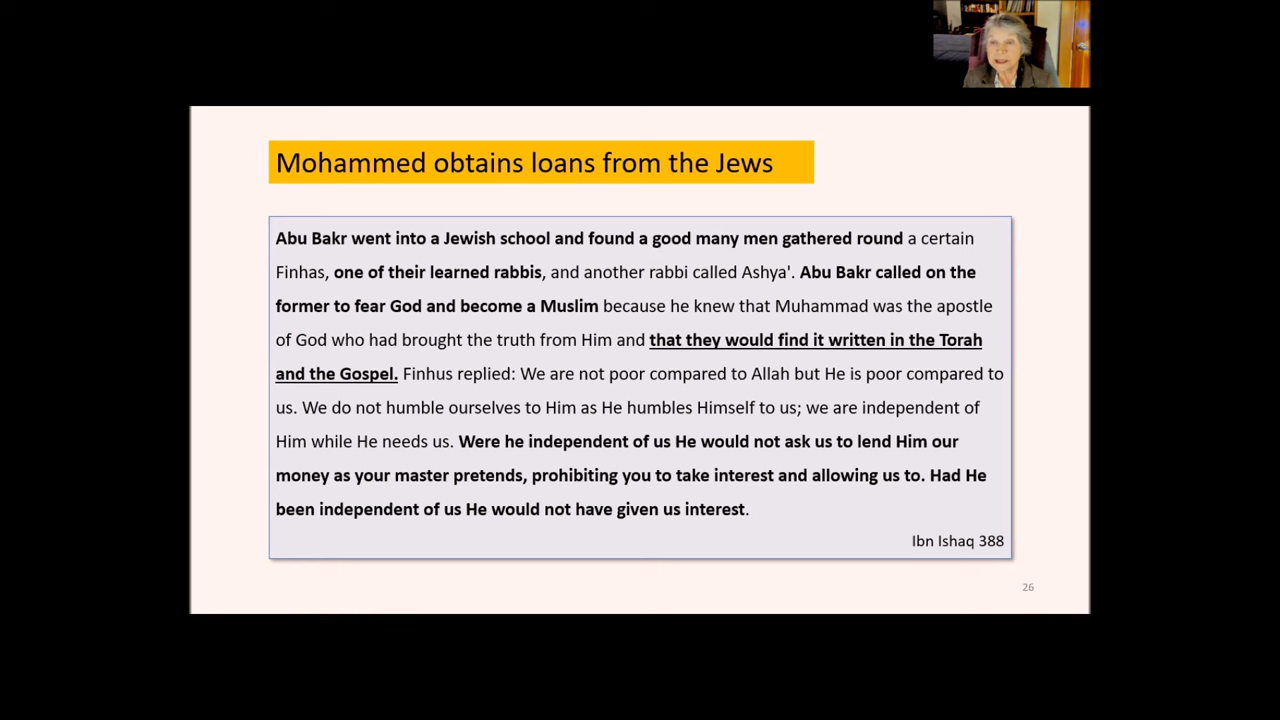 Mohammed obtains loans from the Jews
Abu Bakr went into a Jewish school and found a good many men gathered round a certain
Finhas, one of their learned rabbis, and another rabbi called Ashya'. Abu Bakr called on the
former to fear God and become a Muslim because he knew that Muhammad was the apostle
of God who had brought the truth from Him and that they would find it written in the Torah
and the Gospel. Finhus replied: We are not poor compared to Allah but He is poor compared to
us. We do not humble ourselves to Him as He humbles Himself to us; we are independent of
Him while He needs us. Were he independent of us He would not ask us to lend Him our
money as your master pretends, prohibiting you to take interest and allowing us to. Had He
been independent of us He would not have given us interest.
Ibn Ishaq 388
26